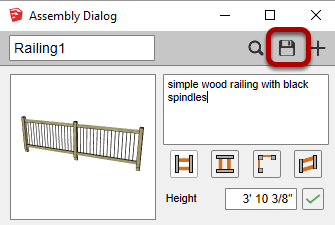 Assembly Dialog
Railing1
simple wood railing with black
spindles
Height
3' 10 3/8"